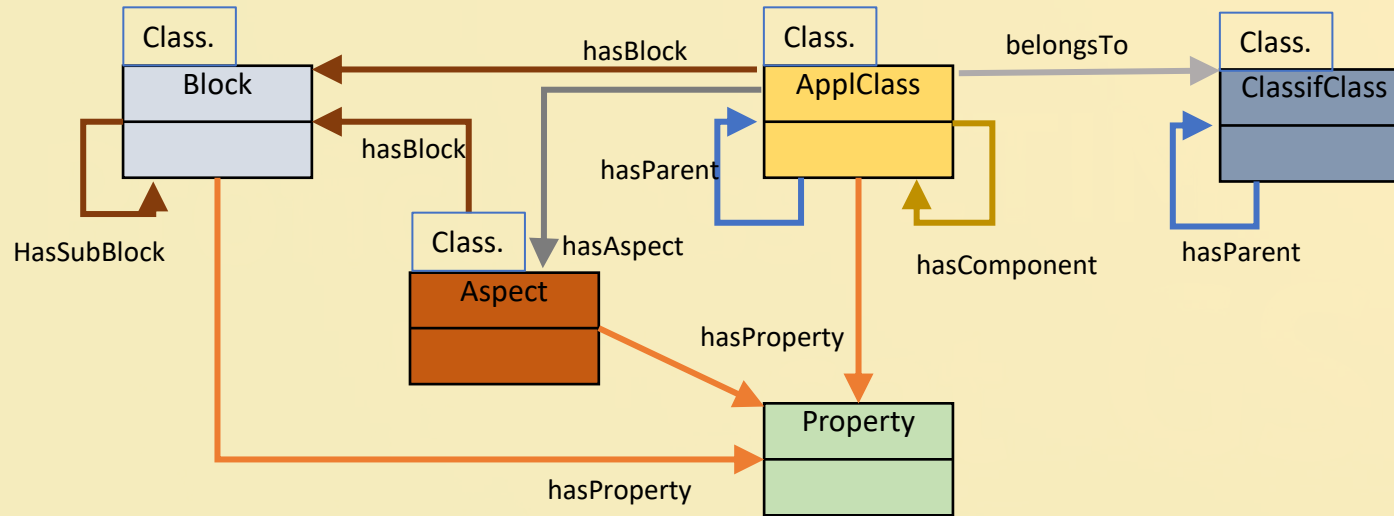 Class.
Block
hasBlock
Class.
ApplClass
belongsTo
Class.
ClassifClass
hasBlock
hasParent
HasSubBlock
Class.
hasAspect
hasComponent
hasParent
Aspect
hasProperty
Property
hasProperty